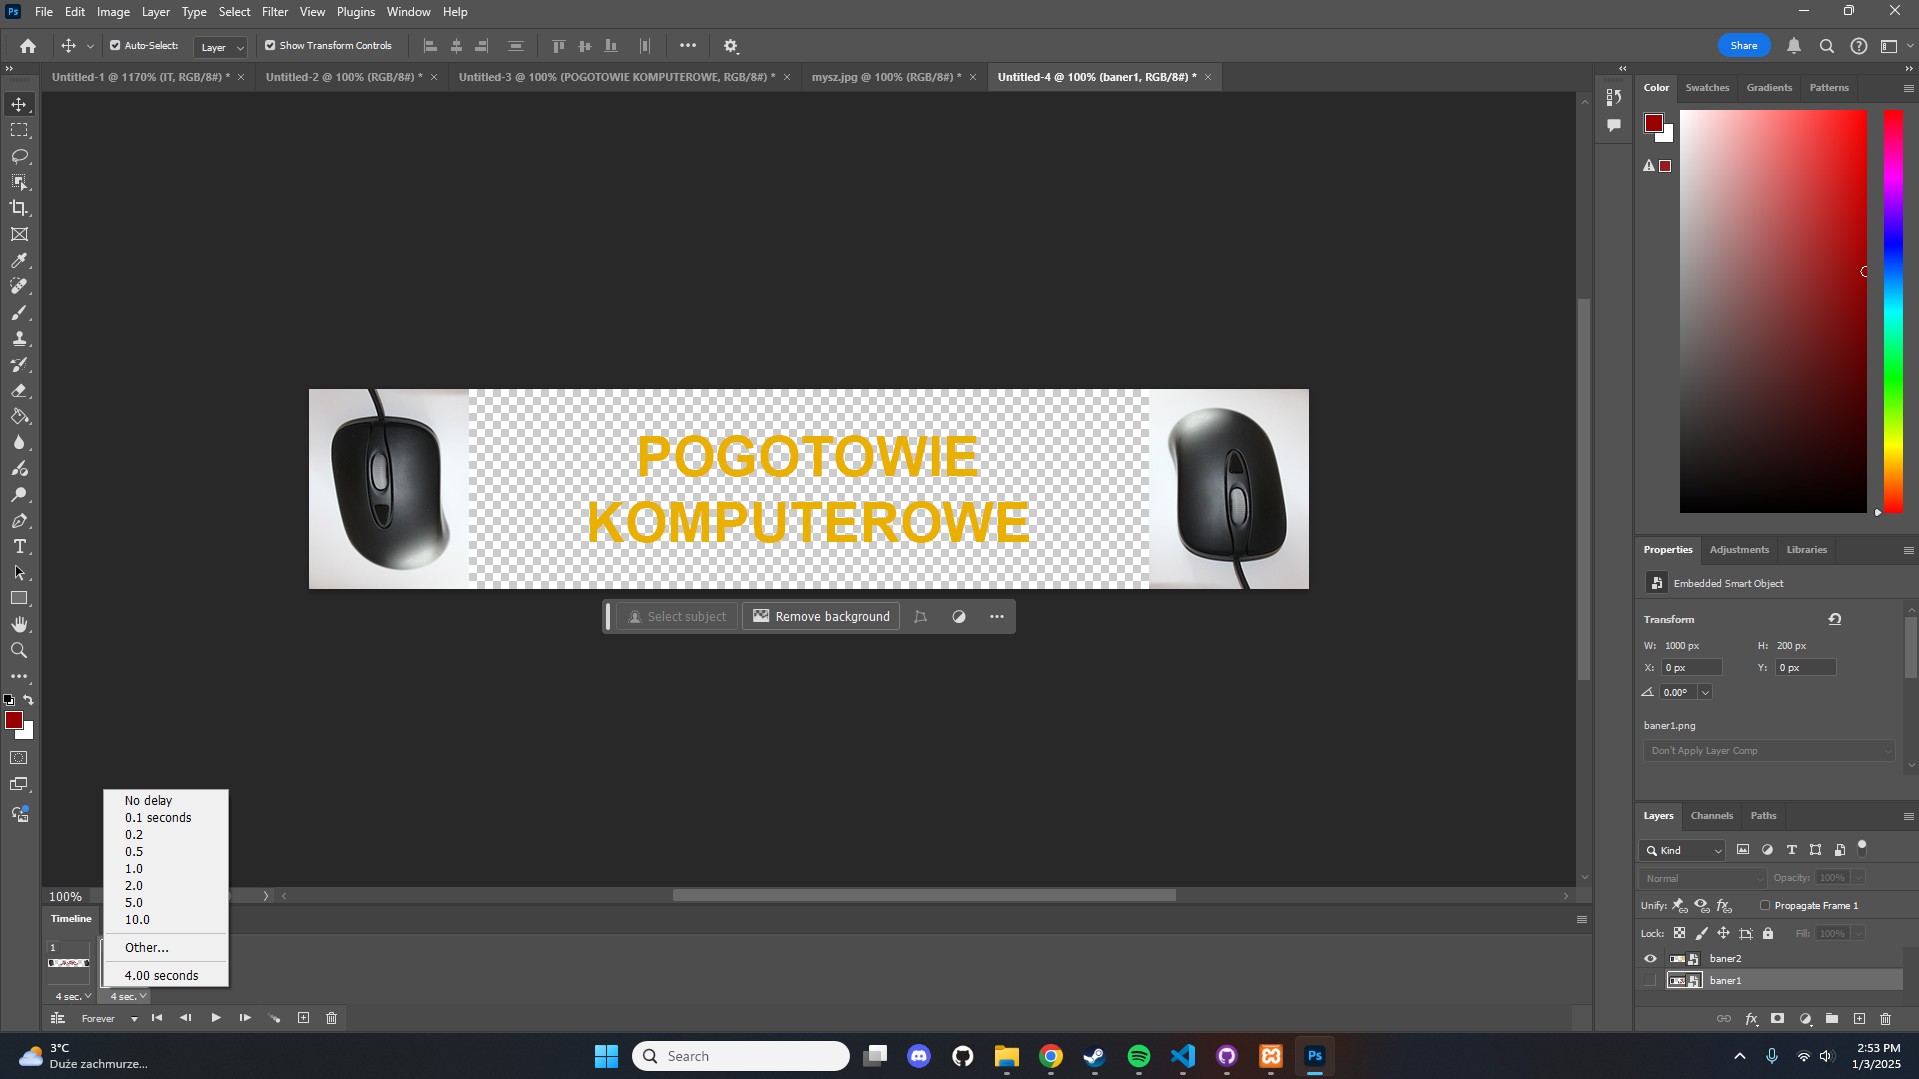 Ps File Edit Image Layer Type Select Filter View Plugins Window Help
Auto-Select: Layer Show Transform Controls Share
Untitled-1 @ 1170% (IT, RGB/8#) * Untitled-2 @ 100% (RGB/8#) * Untitled-3 @ 100% (POGOTOWIE KOMPUTEROWE, RGB/8#) * mysz.jpg @ 100% (RGB/8#) * Untitled-4 @ 100% (baner1, RGB/8#) *
Color Swatches Gradients Patterns
POGOTOWIE
KOMPUTEROWE
Select subject Remove background
Properties Adjustments Libraries
Embedded Smart Object
Transform
W: 1000 px H: 200 px
X: 0 px Y: 0 px
0.00°
baner1.png
Don't Apply Layer Comp
No delay
0.1 seconds
0.2
0.5
1.0
2.0
5.0
10.0
Other...
4.00 seconds
100%
Timeline
1
4 sec. 4 sec.
Forever
Layers Channels Paths
Kind
Normal Opacity: 100%
Unify: Propagate Frame 1
Lock: Fill: 100%
baner2
baner1
3°C
Duże zachmurze...
Search
Ps
2:53 PM
1/3/2025